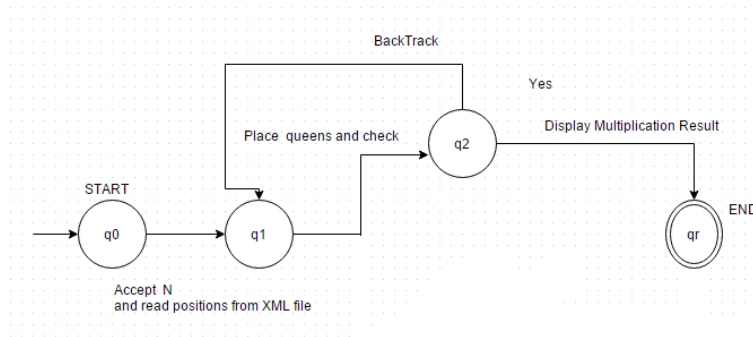 BackTrack
Yes
Display Multiplication Result
Place queens and check
q2
START
END
q0
q1
qr
Accept N
and read positions from XML file